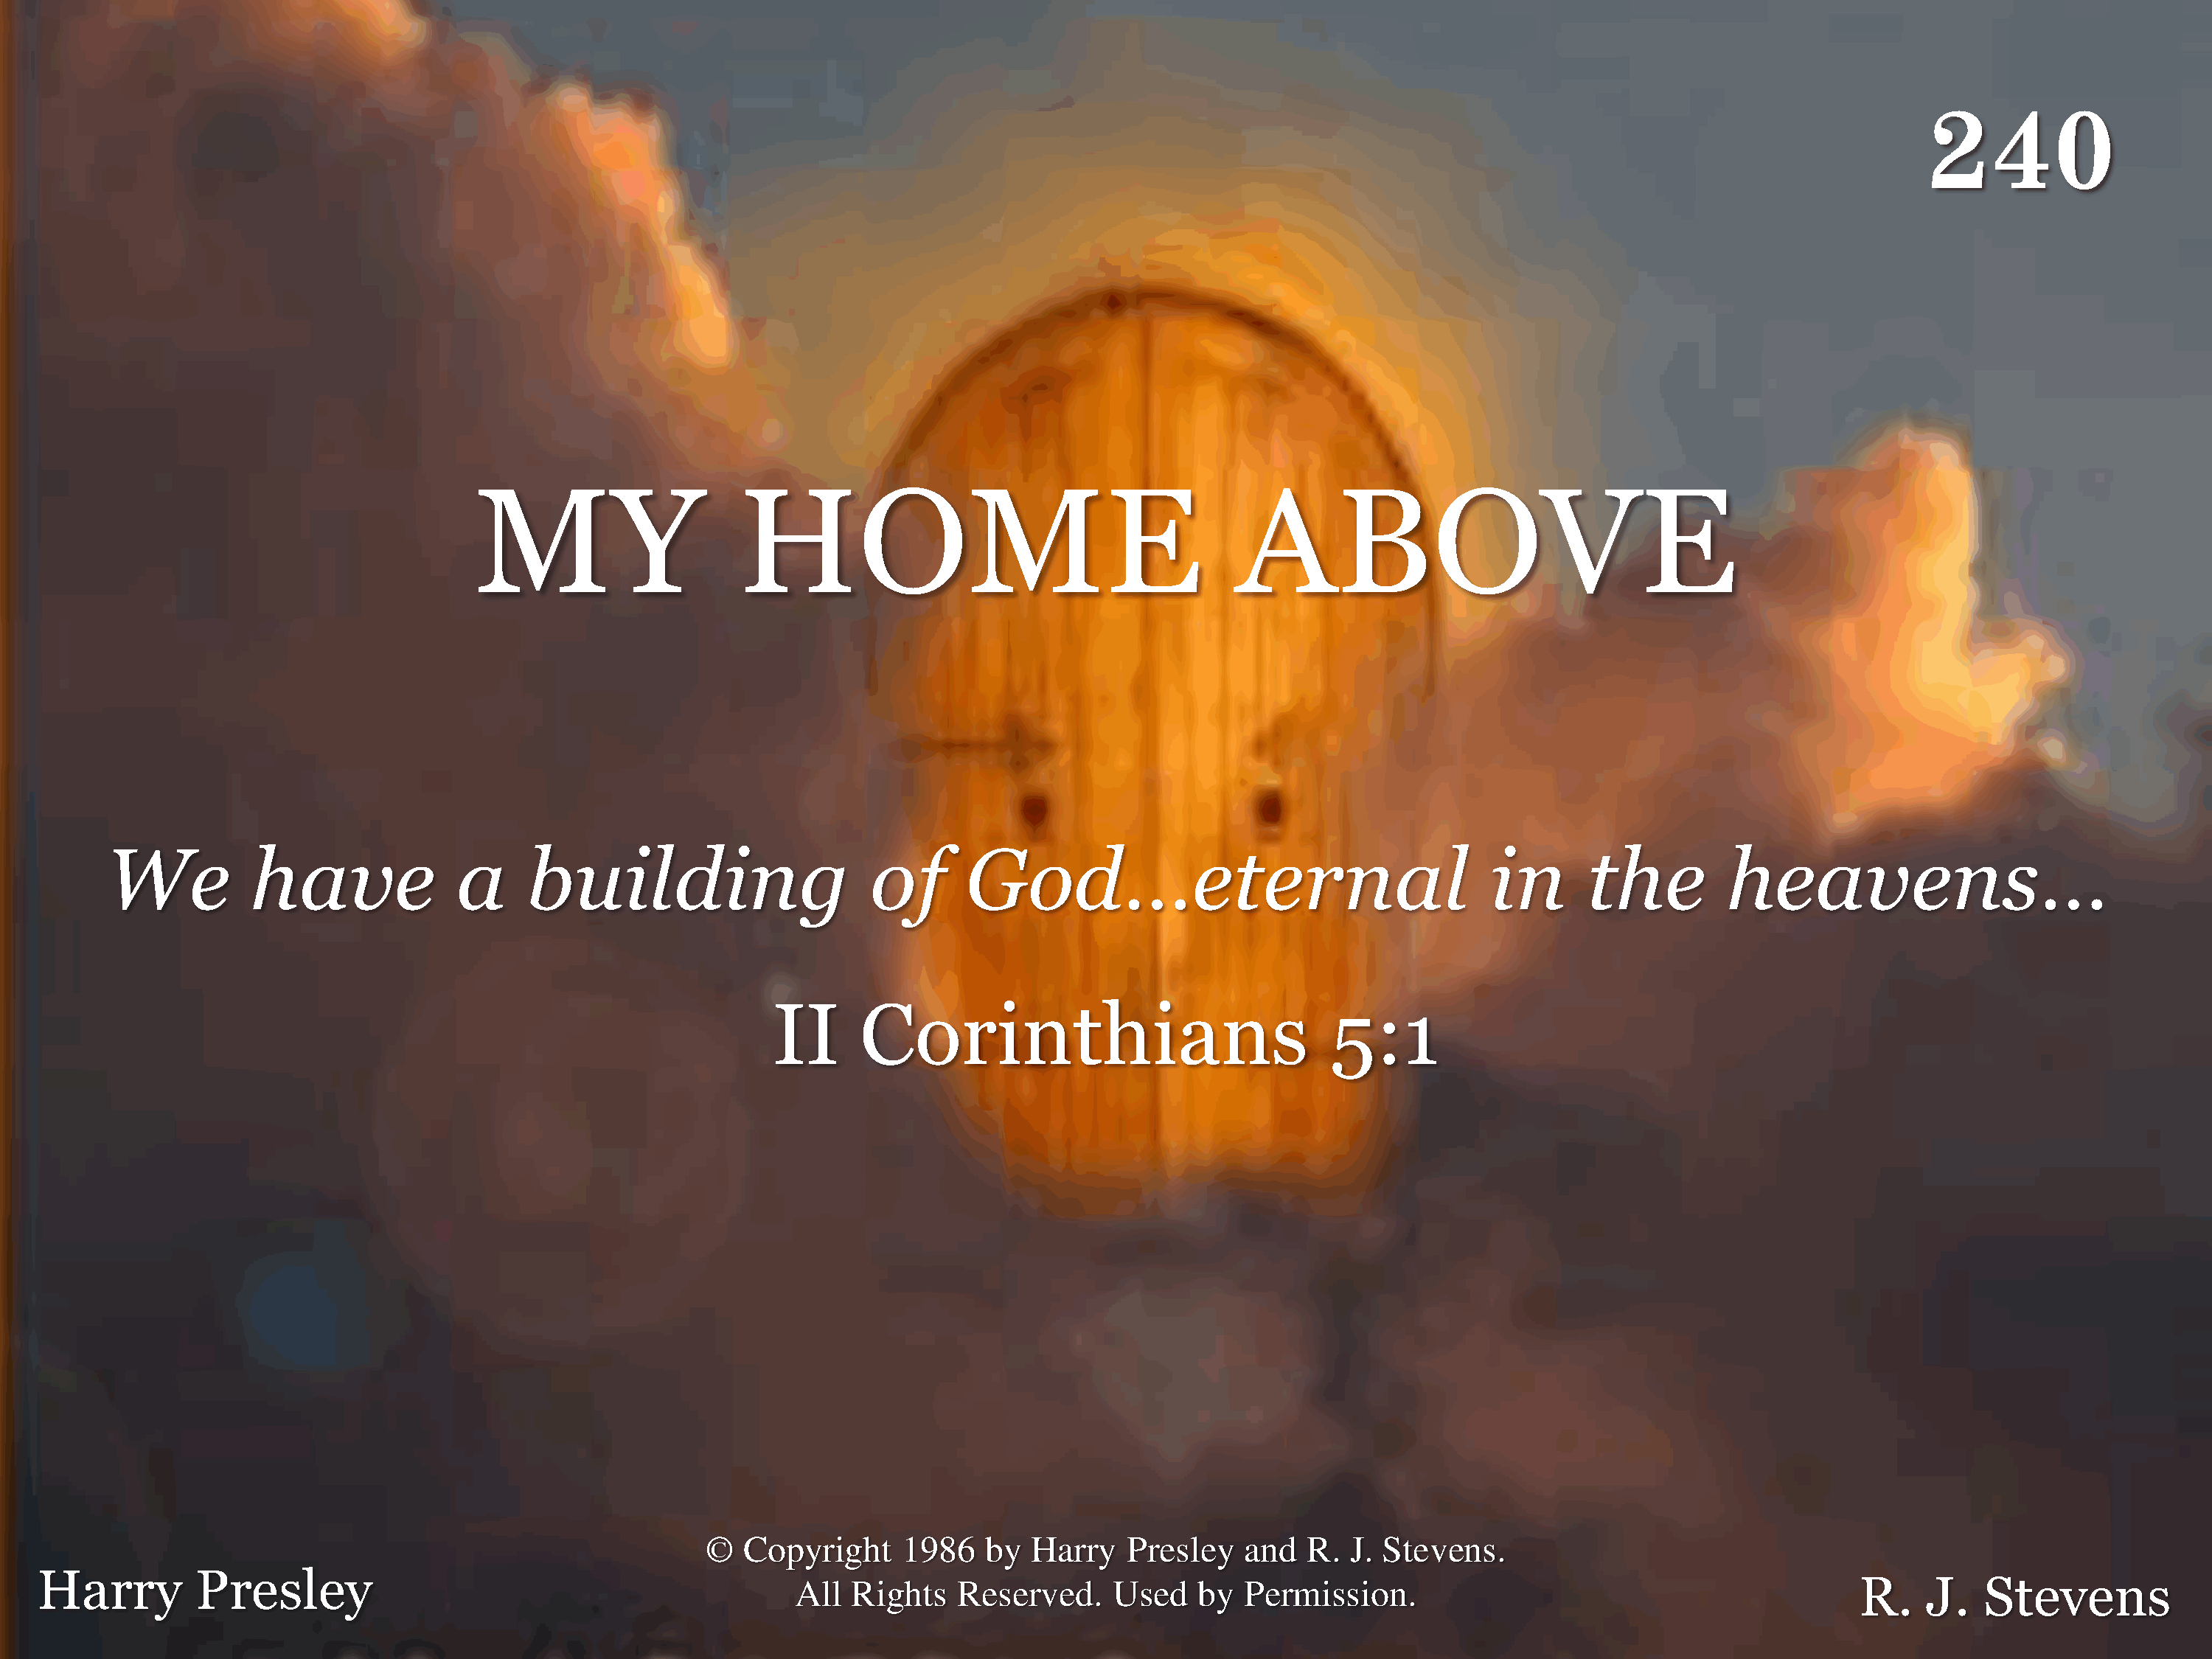 240
MY HOME ABOVE
We have a building of God...eternal in the heavens...
II Corinthians 5:1
© Copyright 1986 by Harry Presley and R. J. Stevens.
All Rights Reserved. Used by Permission.
Harry Presley
R. J. Stevens